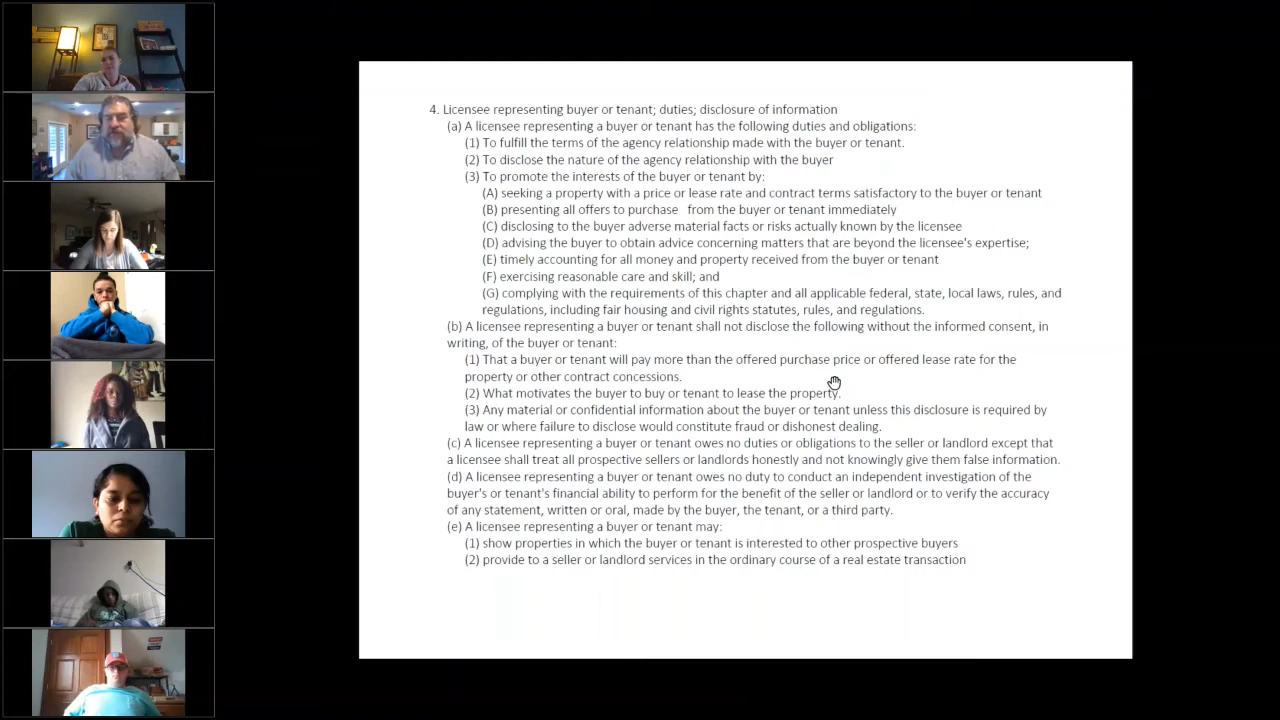 4. Licensee representing buyer or tenant; duties; disclosure of information
(a) A licensee representing a buyer or tenant has the following duties and obligations:
(1) To fulfill the terms of the agency relationship made with the buyer or tenant.
(2) To disclose the nature of the agency relationship with the buyer
(3) To promote the interests of the buyer or tenant by:
(A) seeking a property with a price or lease rate and contract terms satisfactory to the buyer or tenant
(B) presenting all offers to purchase from the buyer or tenant immediately
(C) disclosing to the buyer adverse material facts or risks actually known by the licensee
(D) advising the buyer to obtain advice concerning matters that are beyond the licensee's expertise;
(E) timely accounting for all money and property received from the buyer or tenant
(F) exercising reasonable care and skill; and
(G) complying with the requirements of this chapter and all applicable federal, state, local laws, rules, and
regulations, including fair housing and civil rights statutes, rules, and regulations.
(b) A licensee representing a buyer or tenant shall not disclose the following without the informed consent, in
writing, of the buyer or tenant:
(1) That a buyer or tenant will pay more than the offered purchase price or offered lease rate for the
property or other contract concessions.
(2) What motivates the buyer to buy or tenant to lease the property.
(3) Any material or confidential information about the buyer or tenant unless this disclosure is required by
law or where failure to disclose would constitute fraud or dishonest dealing.
(c) A licensee representing a buyer or tenant owes no duties or obligations to the seller or landlord except that
a licensee shall treat all prospective sellers or landlords honestly and not knowingly give them false information.
(d) A licensee representing a buyer or tenant owes no duty to conduct an independent investigation of the
buyer's or tenant's financial ability to perform for the benefit of the seller or landlord or to verify the accuracy
of any statement, written or oral, made by the buyer, the tenant, or a third party.
(e) A licensee representing a buyer or tenant may:
(1) show properties in which the buyer or tenant is interested to other prospective buyers
(2) provide to a seller or landlord services in the ordinary course of a real estate transaction